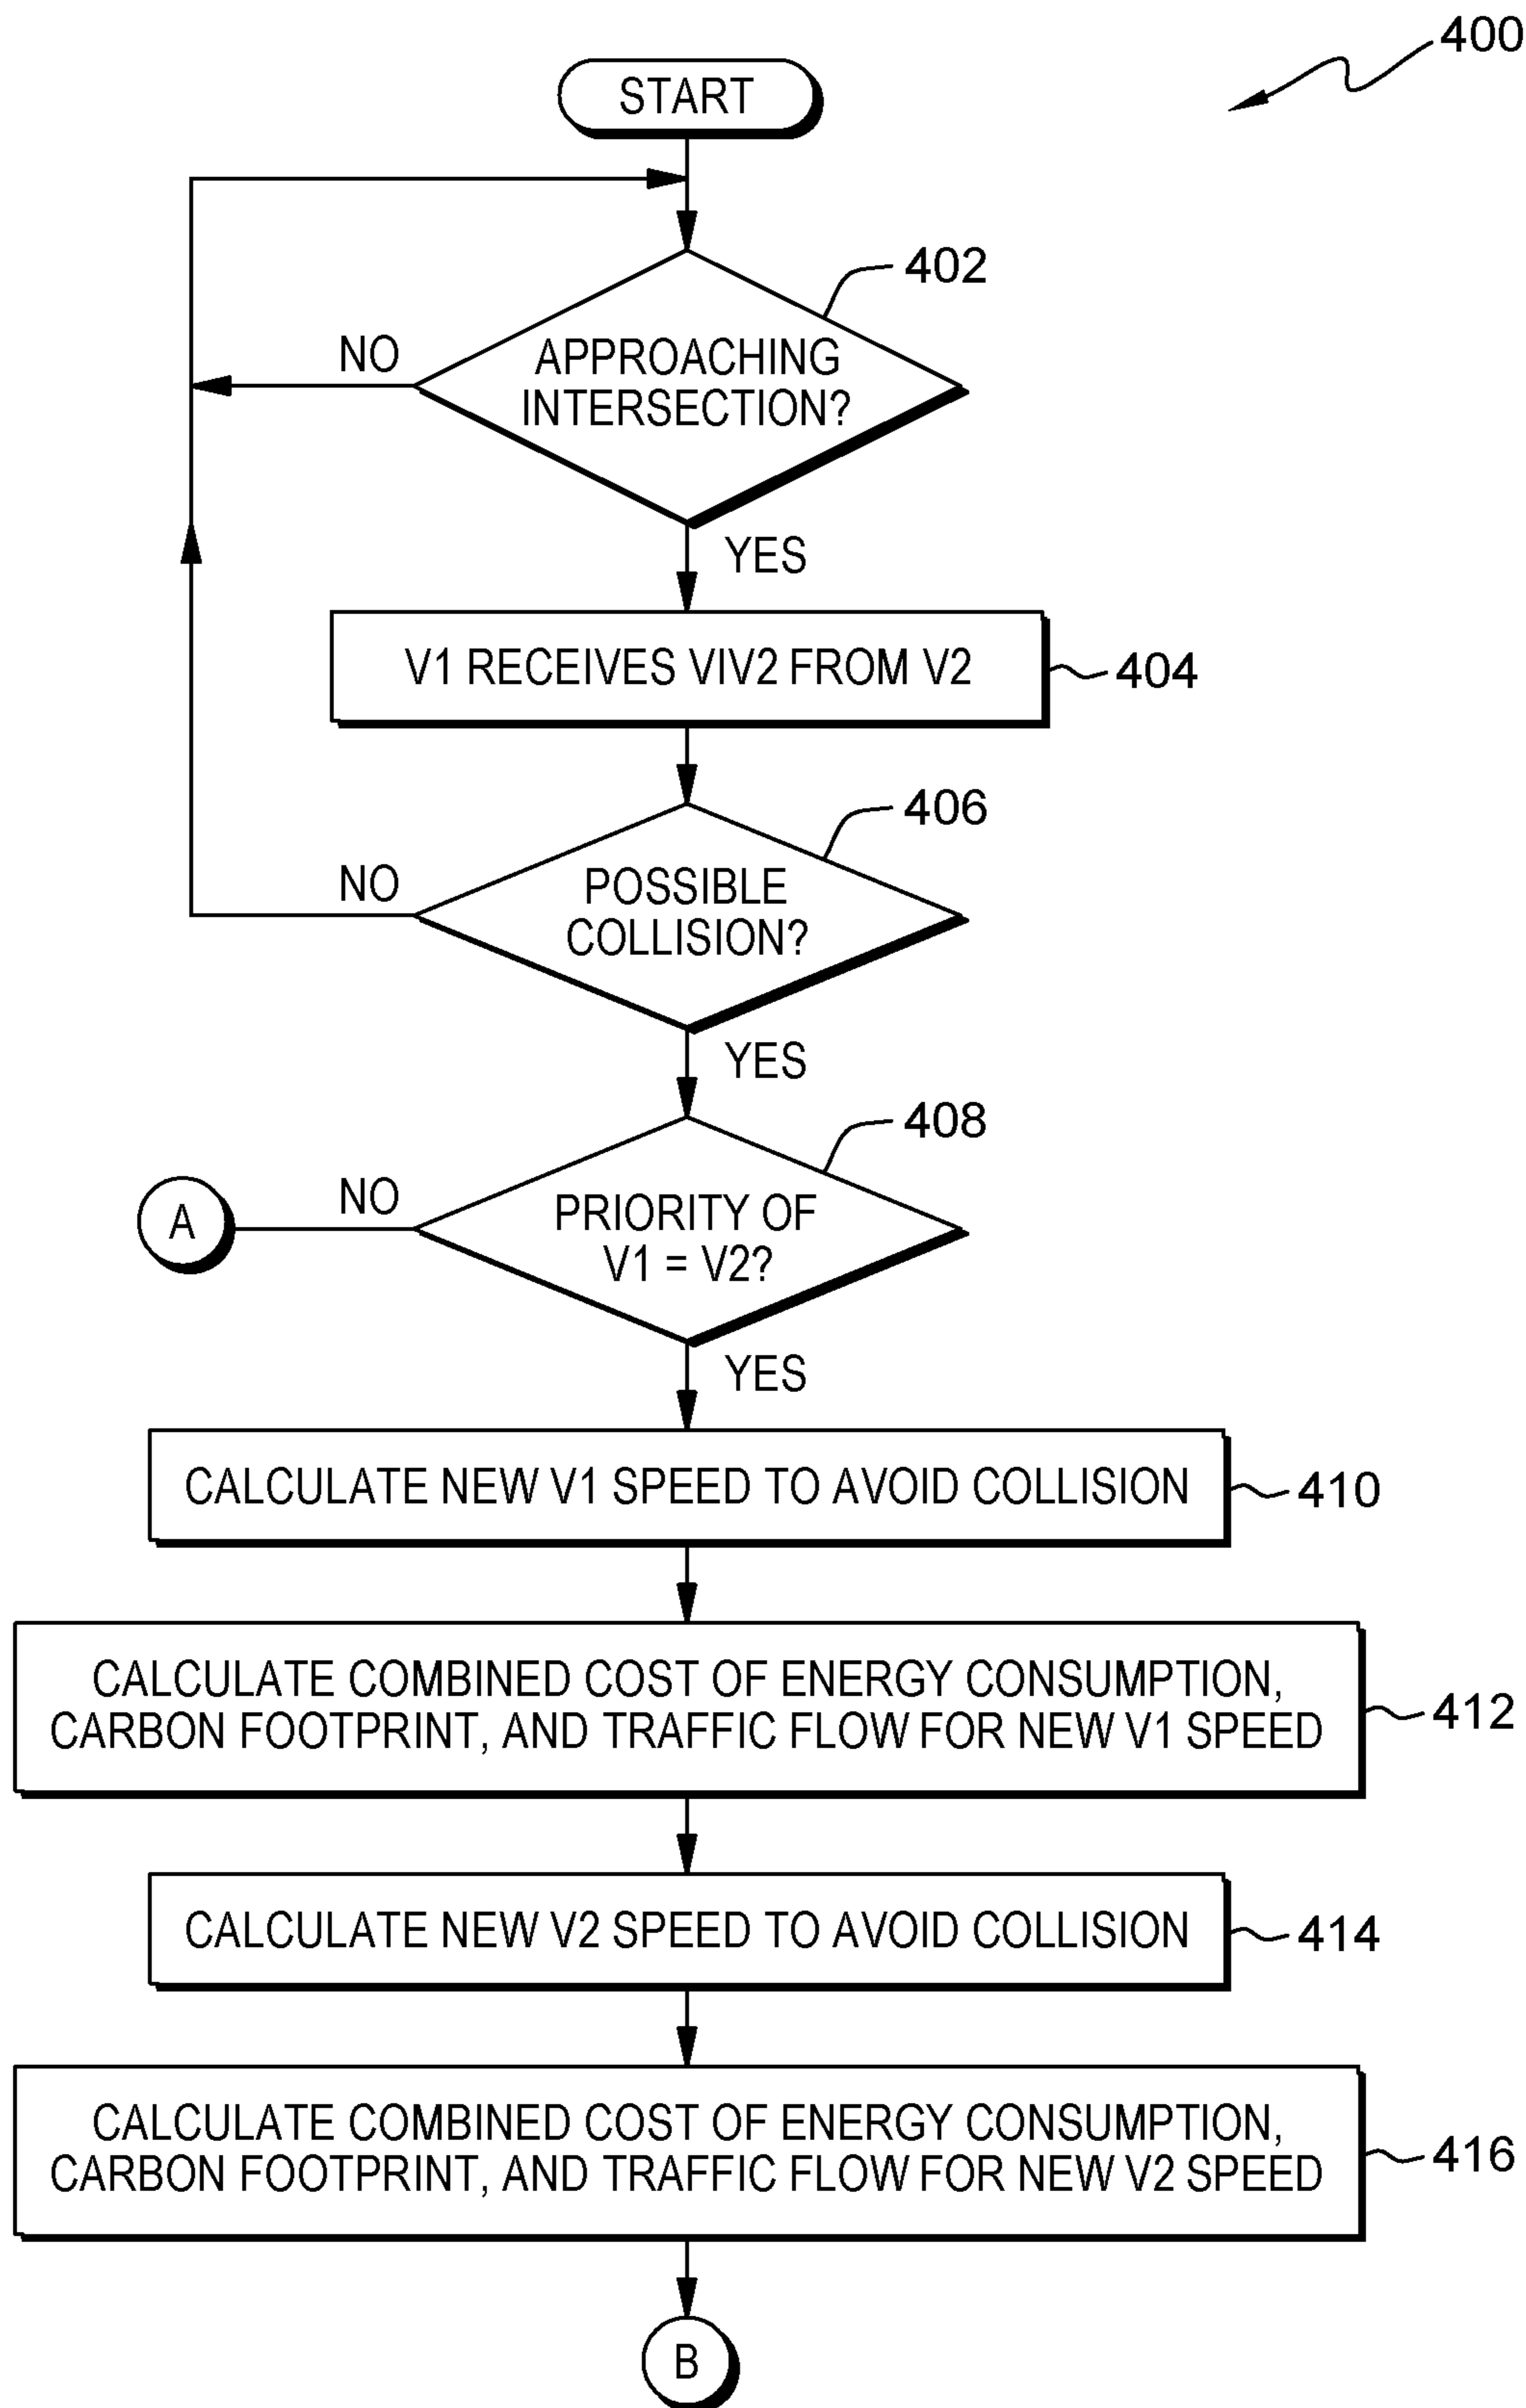 400
START
402
NO
APPROACHING
INTERSECTION?
YES
V1 RECEIVES VIV2 FROM V2
404
406
NO
POSSIBLE
COLLISION?
YES
408
A
NO
PRIORITY OF
V1 = V2?
YES
CALCULATE NEW V1 SPEED TO AVOID COLLISION
410
CALCULATE COMBINED COST OF ENERGY CONSUMPTION,
CARBON FOOTPRINT, AND TRAFFIC FLOW FOR NEW V1 SPEED
412
CALCULATE NEW V2 SPEED TO AVOID COLLISION
414
CALCULATE COMBINED COST OF ENERGY CONSUMPTION,
CARBON FOOTPRINT, AND TRAFFIC FLOW FOR NEW V2 SPEED
416
B